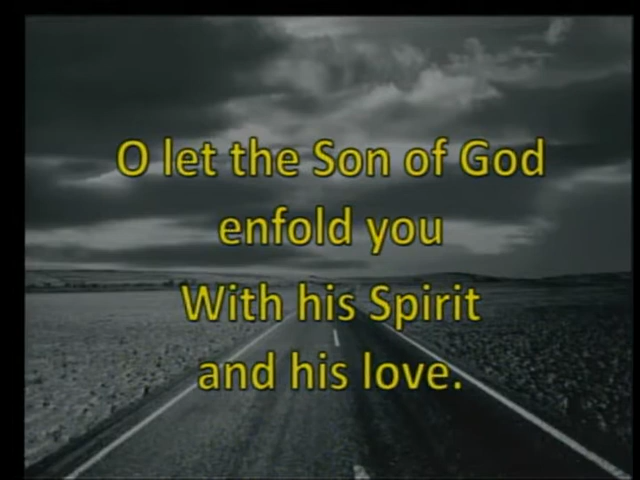 O let the Son of God
enfold you
With his Spirit
and his love.